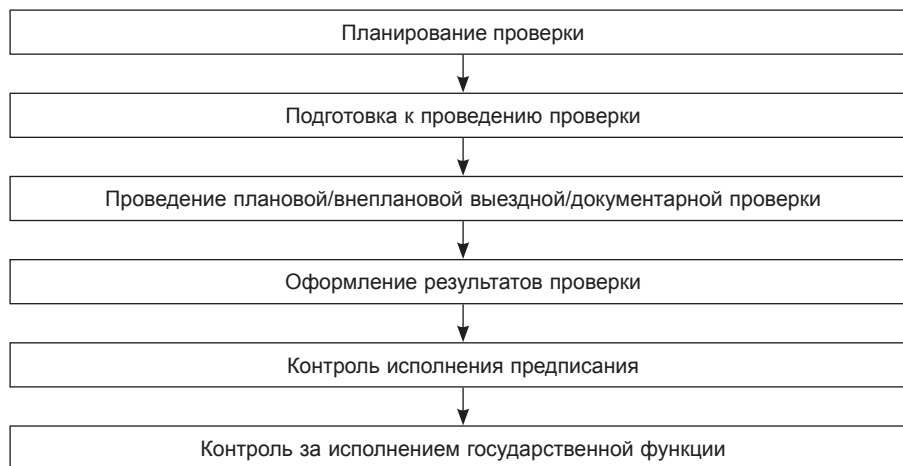 Планирование проверки
Подготовка к проведению проверки
Проведение плановой/внеплановой выездной/документарной проверки
Оформление результатов проверки
Контроль исполнения предписания
Контроль за исполнением государственной функции